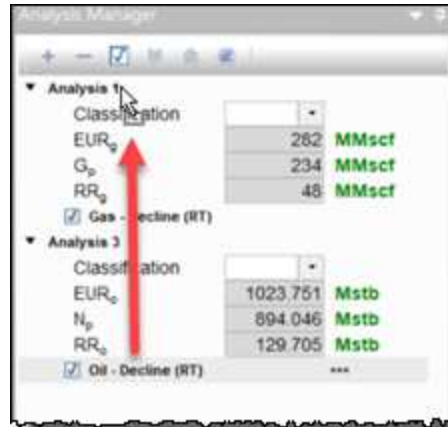 Analysis Manager
Analysis 1
Classification
EURg 282 MMscf
Gp 234 MMscf
RRg 48 MMscf
Gas - Decline (RT)
Analysis 3
Classification
EURo 1023.751 Mstb
Np 894.046 Mstb
RRo 129.705 Mstb
Oil - Decline (RT) •••